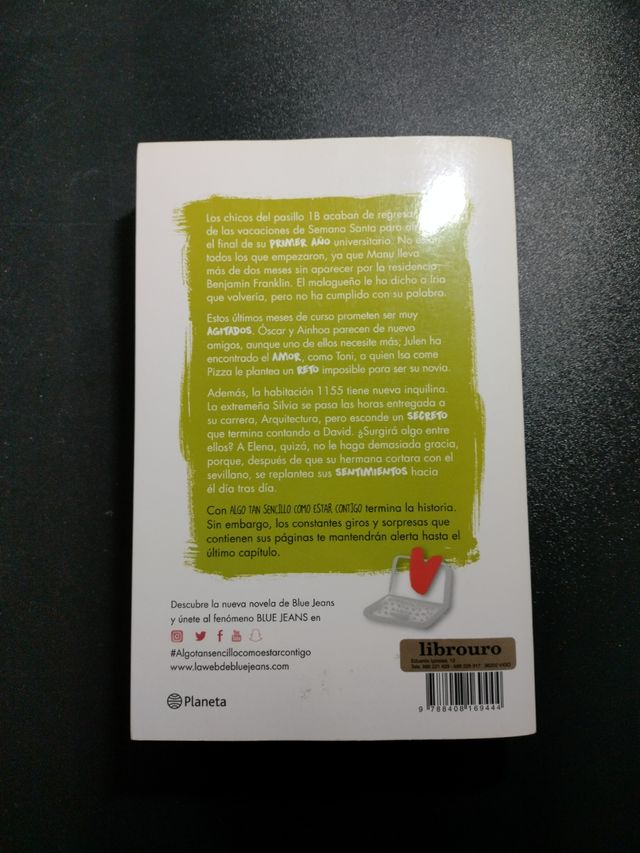 Los chicos del pasillo 1B acaban de
de las vacaciones de Semana Santa para
el final de su PRIMER AÑO universitario. No
todos los que empezaron, ya que Manu lleva
más de dos meses sin aparecer por la residencia
Benjamin Franklin. El malagueño le ha dicho a Iria
que volvería, pero no ha cumplido con su palabra.
Estos últimos meses de curso prometen ser muy
AGITADOS. Óscar y Ainhoa parecen de nuevo
amigos, aunque uno de ellos necesite más; Julen ha
encontrado el AMOR, como Toni, a quien Isa come
Pizza le plantea un RETO imposible para ser su novia.
Además, la habitación 1155 tiene nueva inquilina.
La extremeña Silvia se pasa las horas entregada a
su carrera, Arquitectura, pero esconde un SECRETO
que termina contando a David. ¿Surgirá algo entre
ellos? A Elena, quizá, no le haga demasiada gracia,
porque, después de que su hermana cortara con el
sevillano, se replantea sus SENTIMIENTOS hacia
él día tras día.
Con ALGO TAN SENCILLO COMO ESTAR CONTIGO termina la historia.
Sin embargo, los constantes giros y sorpresas que
contienen sus páginas te mantendrán alerta hasta el
último capítulo.
Descubre la nueva novela de Blue Jeans
y únete al fenómeno BLUE JEANS en
#Algotansencillocomoestarcontigo
www.lawebdebluejeans.com
Planeta
librouro
9 788408 169444